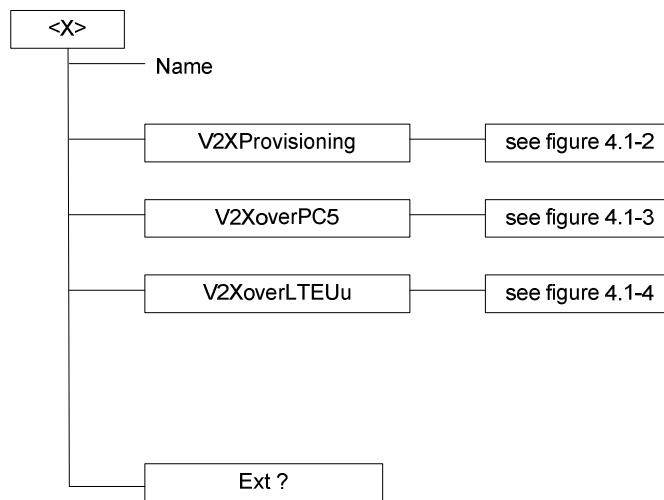 <X>
Name
V2XProvisioning
see figure 4.1-2
V2XoverPC5
see figure 4.1-3
V2XoverLTEUu
see figure 4.1-4
Ext ?